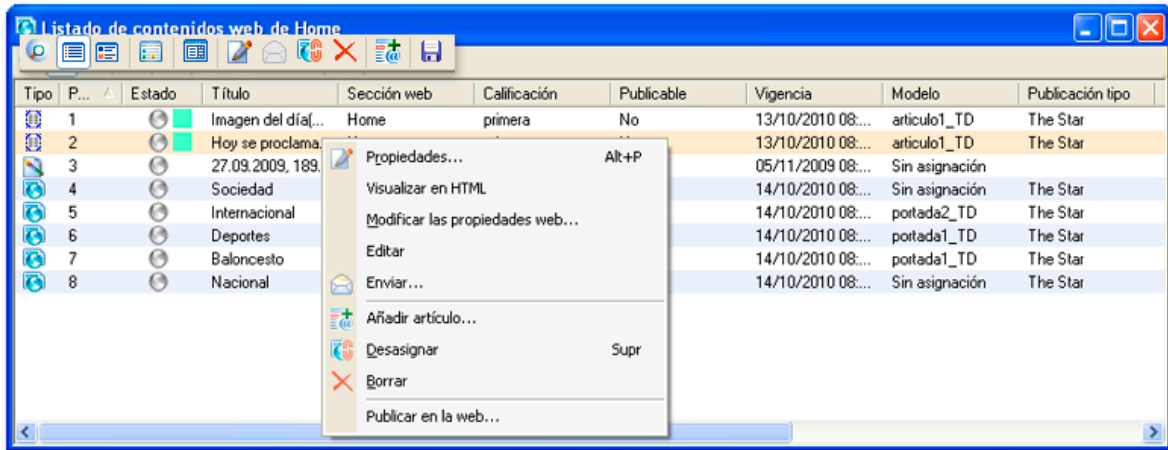 Listado de contenidos web de Home
Tipo P... Estado Título Sección web Calificación Publicable Vigencia Modelo Publicación tipo
1 Imagen del día(... Home primera No 13/10/2010 08:... articulo1_TD The Star
2 Hoy se proclama. 13/10/2010 08:... articulo1_TD The Star
3 27.09.2009, 189. 05/11/2009 08:... Sin asignación
4 Sociedad 14/10/2010 08:... Sin asignación The Star
5 Internacional 14/10/2010 08:... portada2_TD The Star
6 Deportes 14/10/2010 08:... portada1_TD The Star
7 Baloncesto 14/10/2010 08:... portada1_TD The Star
8 Nacional 14/10/2010 08:... Sin asignación The Star
Propiedades... Alt+P
Visualizar en HTML
Modificar las propiedades web...
Editar
Enviar...
Añadir artículo...
Desasignar Supr
Borrar
Publicar en la web...